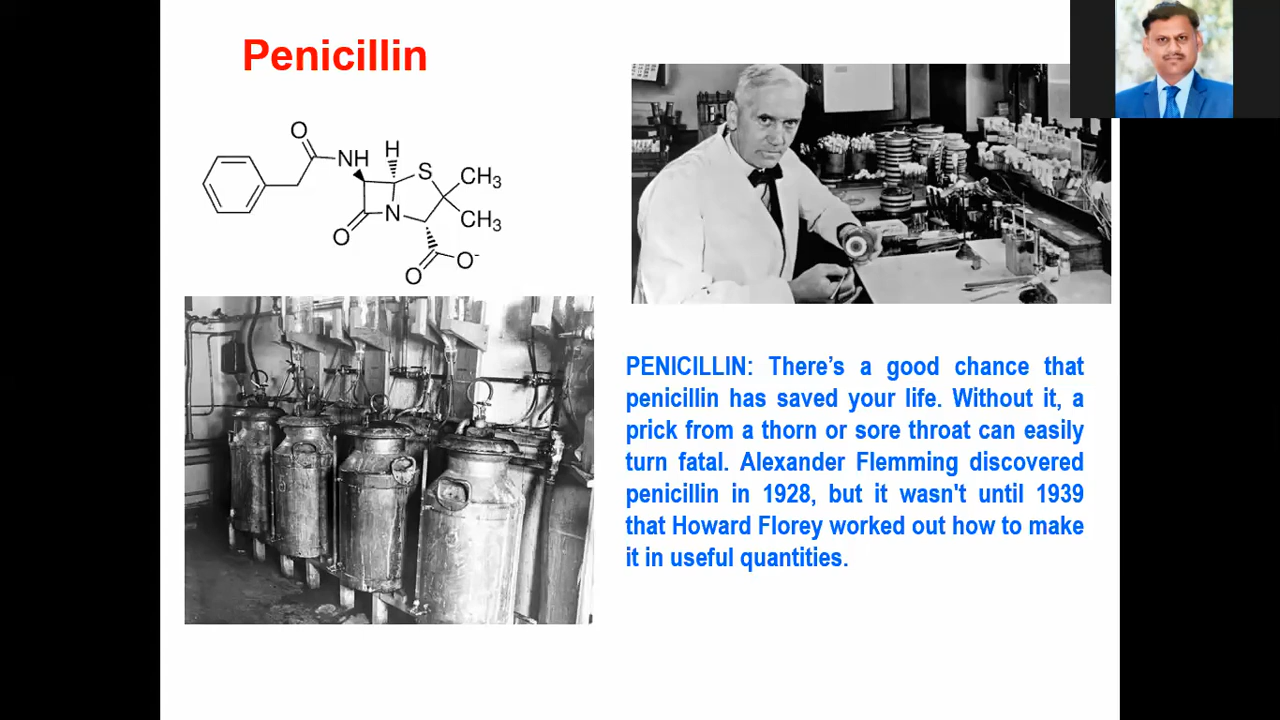 Penicillin
O
NH
H
S
CH3
CH3
N
O
O
O-
PENICILLIN: There’s a good chance that
penicillin has saved your life. Without it, a
prick from a thorn or sore throat can easily
turn fatal. Alexander Flemming discovered
penicillin in 1928, but it wasn't until 1939
that Howard Florey worked out how to make
it in useful quantities.